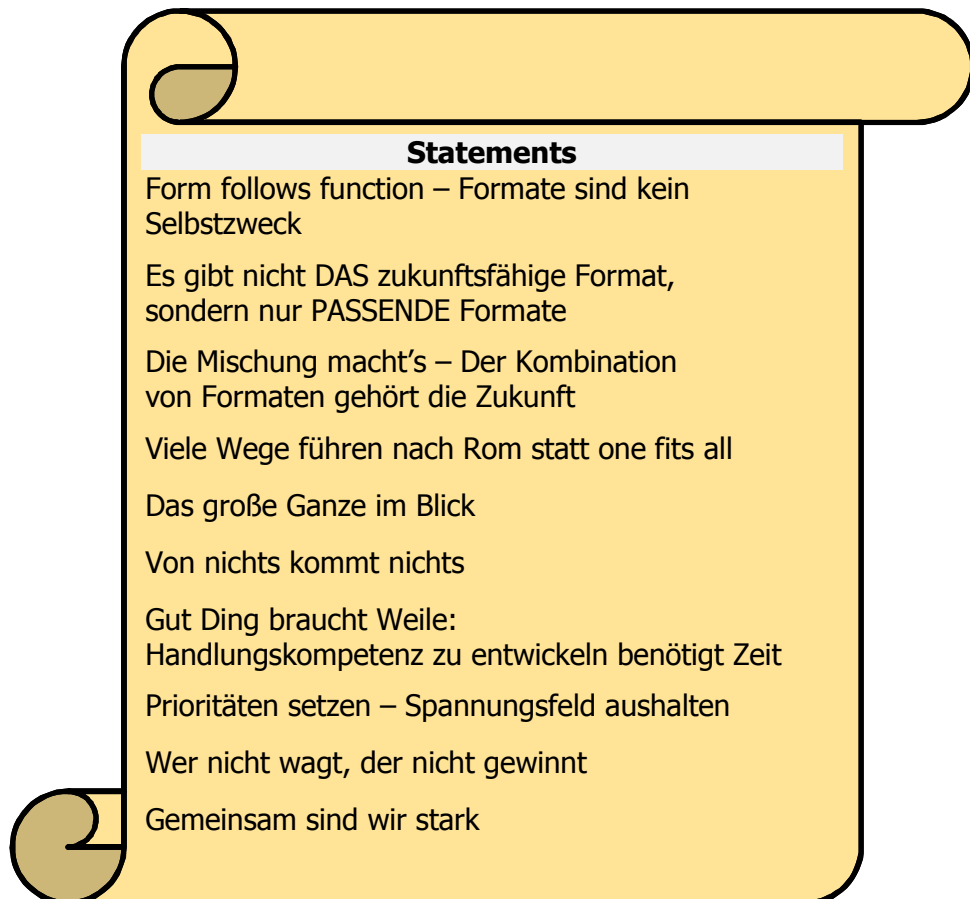 Statements
Form follows function – Formate sind kein
Selbstzweck
Es gibt nicht DAS zukunftsfähige Format,
sondern nur PASSENDE Formate
Die Mischung macht’s – Der Kombination
von Formaten gehört die Zukunft
Viele Wege führen nach Rom statt one fits all
Das große Ganze im Blick
Von nichts kommt nichts
Gut Ding braucht Weile:
Handlungskompetenz zu entwickeln benötigt Zeit
Prioritäten setzen – Spannungsfeld aushalten
Wer nicht wagt, der nicht gewinnt
Gemeinsam sind wir stark